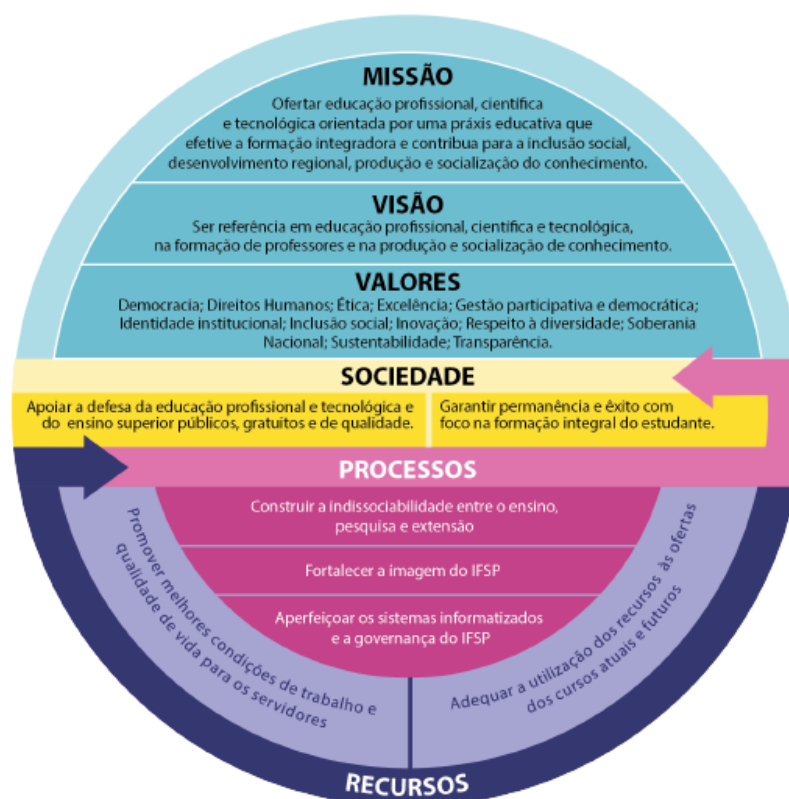 MISSÃO
Ofertar educação profissional, científica
e tecnológica orientada por uma práxis educativa que
efetive a formação integradora e contribua para a inclusão social,
desenvolvimento regional, produção e socialização do conhecimento.
VISÃO
Ser referência em educação profissional, científica e tecnológica,
na formação de professores e na produção e socialização de conhecimento.
VALORES
Democracia; Direitos Humanos; Ética; Excelência; Gestão participativa e democrática;
Identidade institucional; Inclusão social; Inovação; Respeito à diversidade; Soberania
Nacional; Sustentabilidade; Transparência.
SOCIEDADE
Apoiar a defesa da educação profissional e tecnológica e
do ensino superior públicos, gratuitos e de qualidade.
Garantir permanência e êxito com
foco na formação integral do estudante.
PROCESSOS
Construir a indissociabilidade entre o ensino,
pesquisa e extensão
Fortalecer a imagem do IFSP
Aperfeiçoar os sistemas informatizados
e a governança do IFSP
Promover melhores condições de trabalho e
qualidade de vida para os servidores
Adequar a utilização dos recursos às ofertas
dos cursos atuais e futuros
RECURSOS